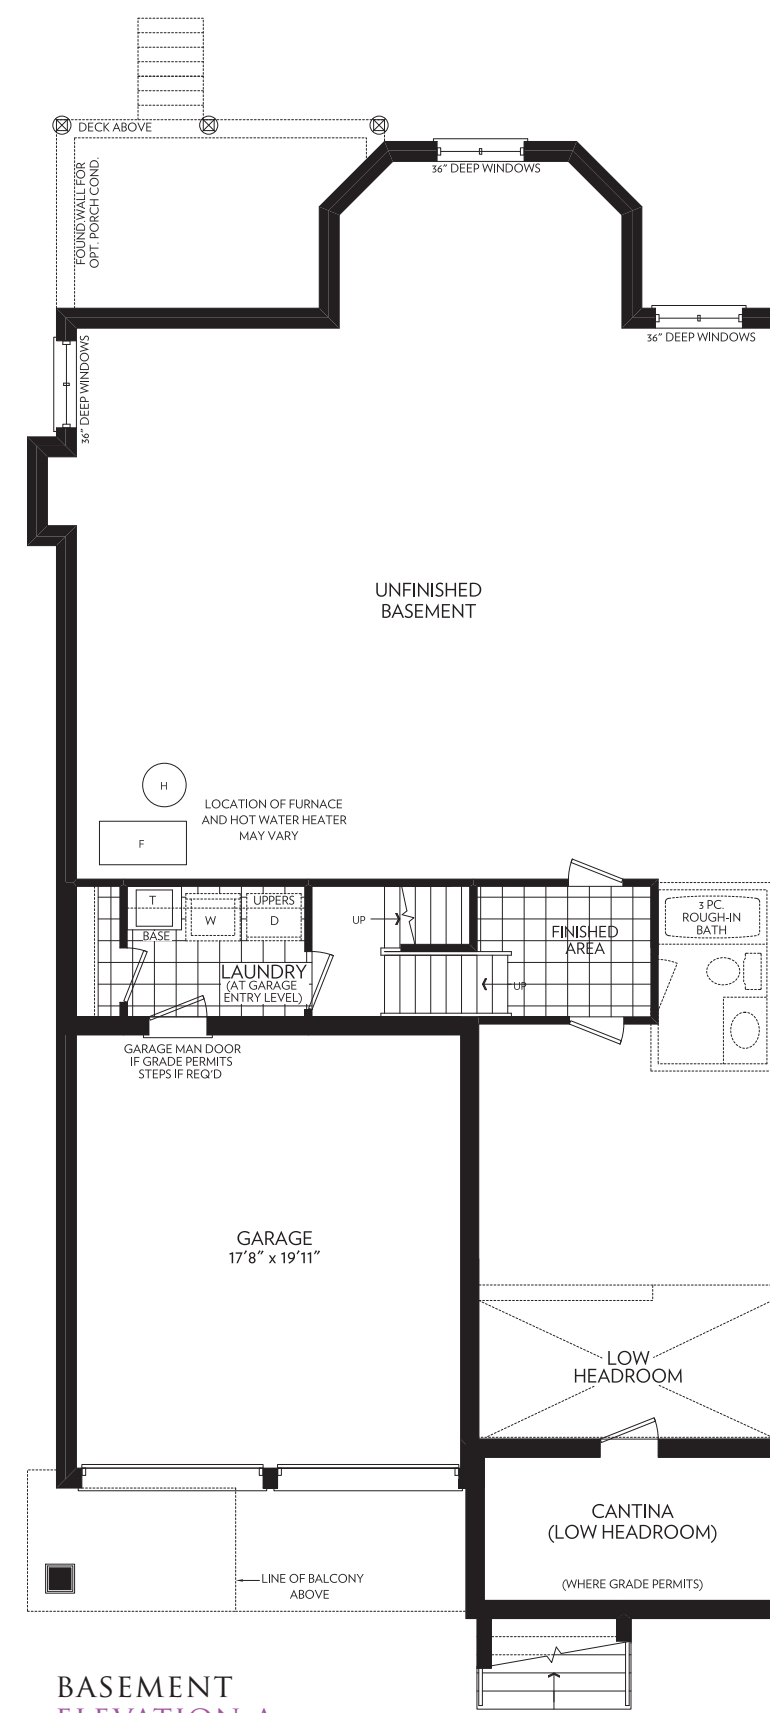 DECK ABOVE
FOUND.WALL FOR
OPT. PORCH COND.
36" DEEP WINDOWS
36" DEEP WINDOWS
36" DEEP WINDOWS
UNFINISHED
BASEMENT
H
F
LOCATION OF FURNACE
AND HOT WATER HEATER
MAY VARY
T
BASE
W
UPPERS
D
UP
LAUNDRY
(AT GARAGE
ENTRY LEVEL)
FINISHED
AREA
UP
3 PC.
ROUGH-IN
BATH
GARAGE MAN DOOR
IF GRADE PERMITS
STEPS IF REQ'D
GARAGE
17'8" x 19'11"
LOW
HEADROOM
CANTINA
(LOW HEADROOM)
(WHERE GRADE PERMITS)
LINE OF BALCONY
ABOVE
BASEMENT
ELEVATION A